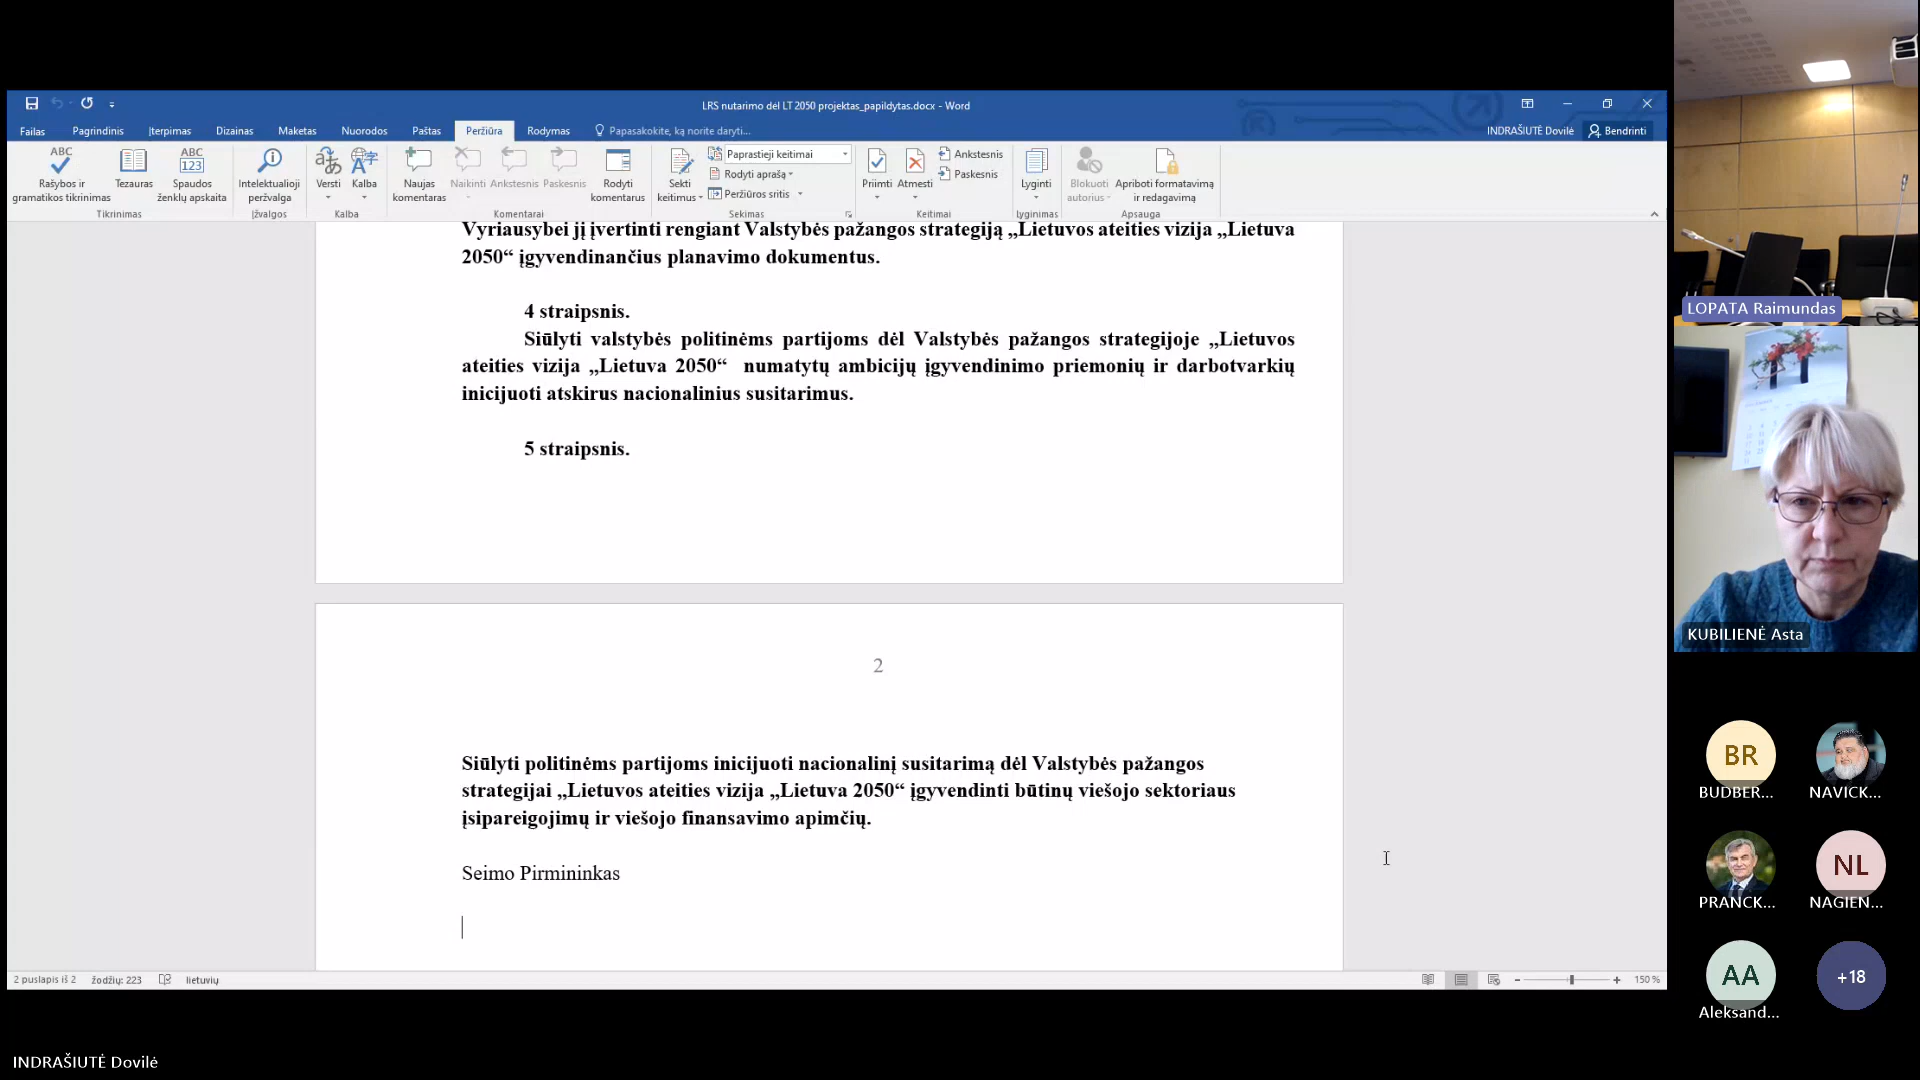 LRS nutarimo dėl LT 2050 projektas_papildytas.docx - Word
Failas Pagrindinis Įterpimas Dizainas Maketas Nuorodos Paštas Peržiūra Rodymas Papasakokite, ką norite daryti... INDRAŠIUTĖ Dovilė Bendrinti
ABC Rašybos ir gramatikos tikrinimas
Tezauras
ABC 123 Spaudos ženklų apskaita
Tikrinimas
Intelektualioji peržvalga
Įžvalgos
Versti
Kalba
Kalba
Naujas komentaras
Naikinti
Ankstesnis
Paskesnis
Rodyti komentarus
Komentarai
Sekti keitimus
Paprastieji keitimai
Rodyti aprašą
Peržiūros sritis
Sekimas
Priimti
Atmesti
Ankstesnis
Paskesnis
Keitimai
Lyginti
Lyginimas
Blokuoti autorius
Apriboti formatavimą ir redagavimą
Apsauga
Vyriausybei jį įvertinti rengiant Valstybės pažangos strategiją „Lietuvos ateities vizija „Lietuva
2050“ įgyvendinančius planavimo dokumentus.
4 straipsnis.
Siūlyti valstybės politinėms partijoms dėl Valstybės pažangos strategijoje „Lietuvos
ateities vizija „Lietuva 2050“ numatytų ambicijų įgyvendinimo priemonių ir darbotvarkių
inicijuoti atskirus nacionalinius susitarimus.
5 straipsnis.
2
Siūlyti politinėms partijoms inicijuoti nacionalinį susitarimą dėl Valstybės pažangos
strategijai „Lietuvos ateities vizija „Lietuva 2050“ įgyvendinti būtinų viešojo sektoriaus
įsipareigojimų ir viešojo finansavimo apimčių.
Seimo Pirmininkas
2 puslapis iš 2 žodžių: 223 lietuvių 150 %
INDRAŠIUTĖ Dovilė
LOPATA Raimundas
KUBILIENĖ Asta
BR
BUDBER...
NAVICK...
PRANCK...
NL
NAGIEN...
AA
Aleksand...
+18